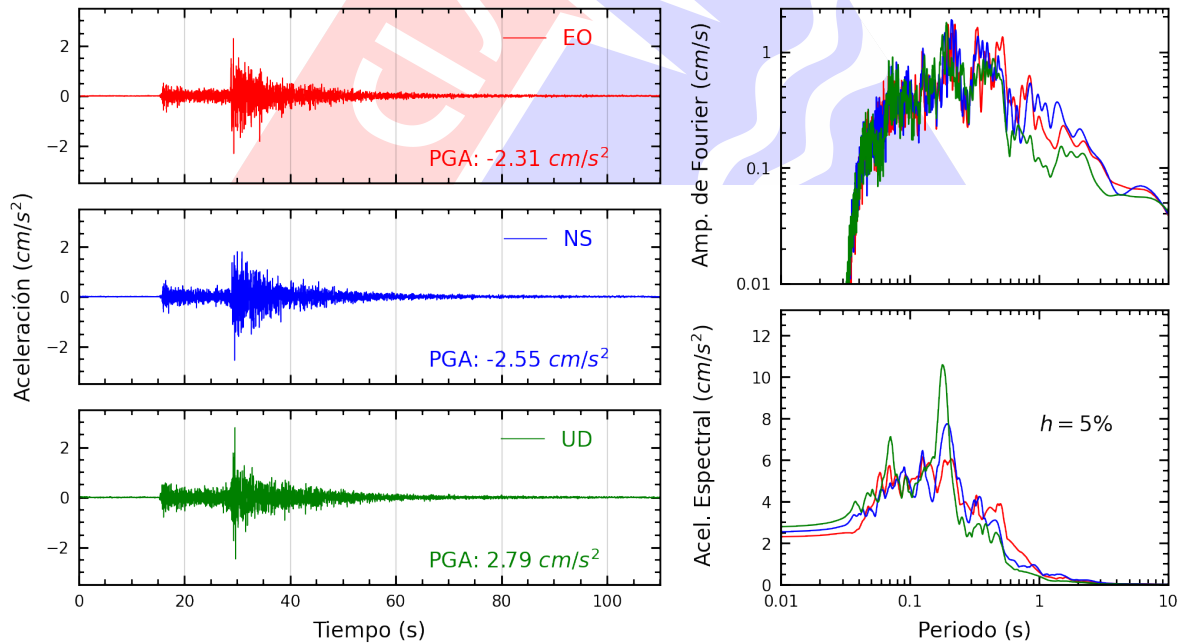 EO
2
0
−2
PGA: -2.31 cm/s²
NS
2
0
−2
PGA: -2.55 cm/s²
UD
2
0
−2
PGA: 2.79 cm/s²
0 20 40 60 80 100
Tiempo (s)
Aceleración (cm/s²)
1
0.1
0.01
Amp. de Fourier (cm/s)
12
10
8
6
4
2
0
h = 5%
Acel. Espectral (cm/s²)
0.01 0.1 1 10
Periodo (s)